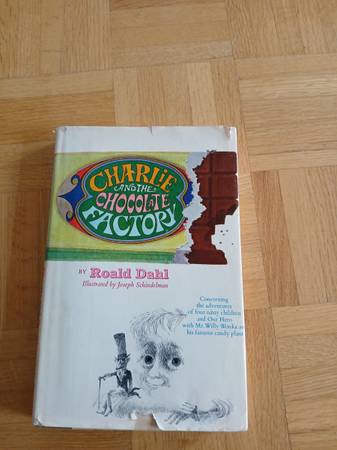 CHARLIE
AND THE
CHOCOLATE
FACTORY
BY Roald Dahl
Illustrated by Joseph Schindelman
Concerning
the adventures
of four nasty children
and Our Hero
with Mr. Willy Wonka and
his famous candy plant